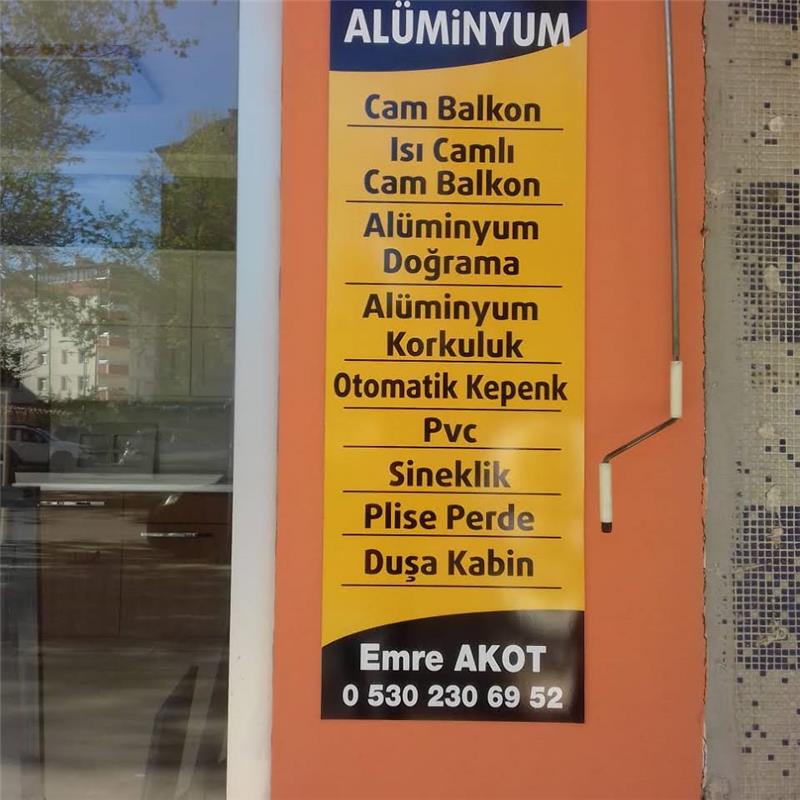 ALÜMiNYUM
Cam Balkon
Isı Camlı
Cam Balkon
Alüminyum
Doğrama
Alüminyum
Korkuluk
Otomatik Kepenk
Pvc
Sineklik
Plise Perde
Duşa Kabin
Emre AKOT
0 530 230 69 52